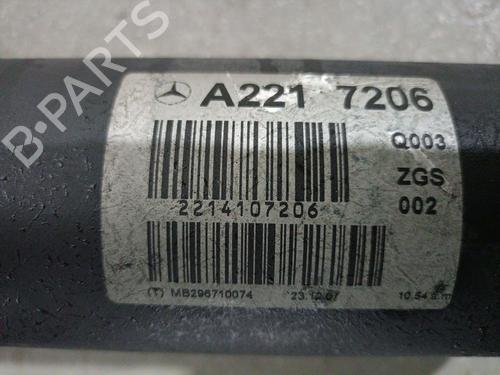 B-PARTS
A221 7206
Q003
ZGS
002
2214107206
(T) MB296710074 23.10.07 10.54 a.m